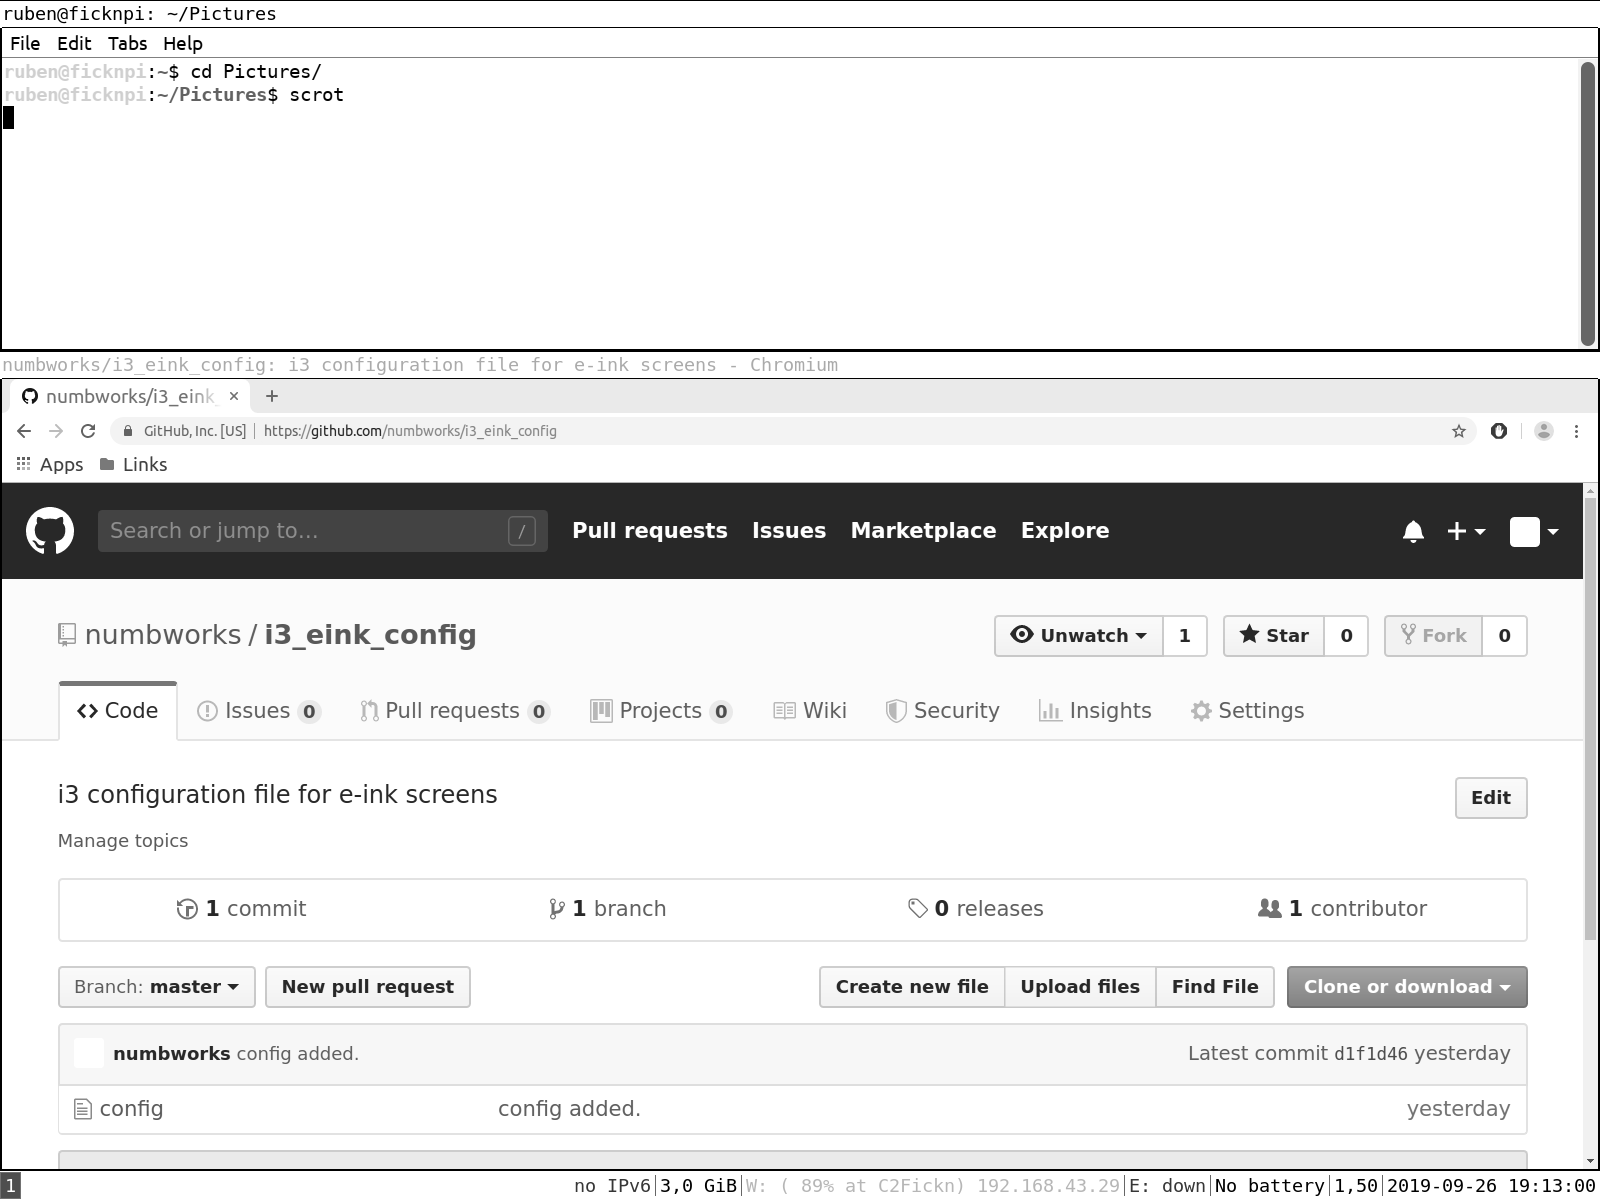 ruben@ficknpi: ~/Pictures
File Edit Tabs Help
ruben@ficknpi:~$ cd Pictures/
ruben@ficknpi:~/Pictures$ scrot
numbworks/i3_eink_config: i3 configuration file for e-ink screens - Chromium
numbworks/i3_eink_
GitHub, Inc. [US] | https://github.com/numbworks/i3_eink_config
Apps Links
Search or jump to… / Pull requests Issues Marketplace Explore
numbworks / i3_eink_config Unwatch 1 Star 0 Fork 0
Code Issues 0 Pull requests 0 Projects 0 Wiki Security Insights Settings
i3 configuration file for e-ink screens Edit
Manage topics
1 commit 1 branch 0 releases 1 contributor
Branch: master New pull request Create new file Upload files Find File Clone or download
numbworks config added. Latest commit d1f1d46 yesterday
config config added. yesterday
1 no IPv6|3,0 GiB|W: ( 89% at C2Fickn) 192.168.43.29|E: down|No battery|1,50|2019-09-26 19:13:00